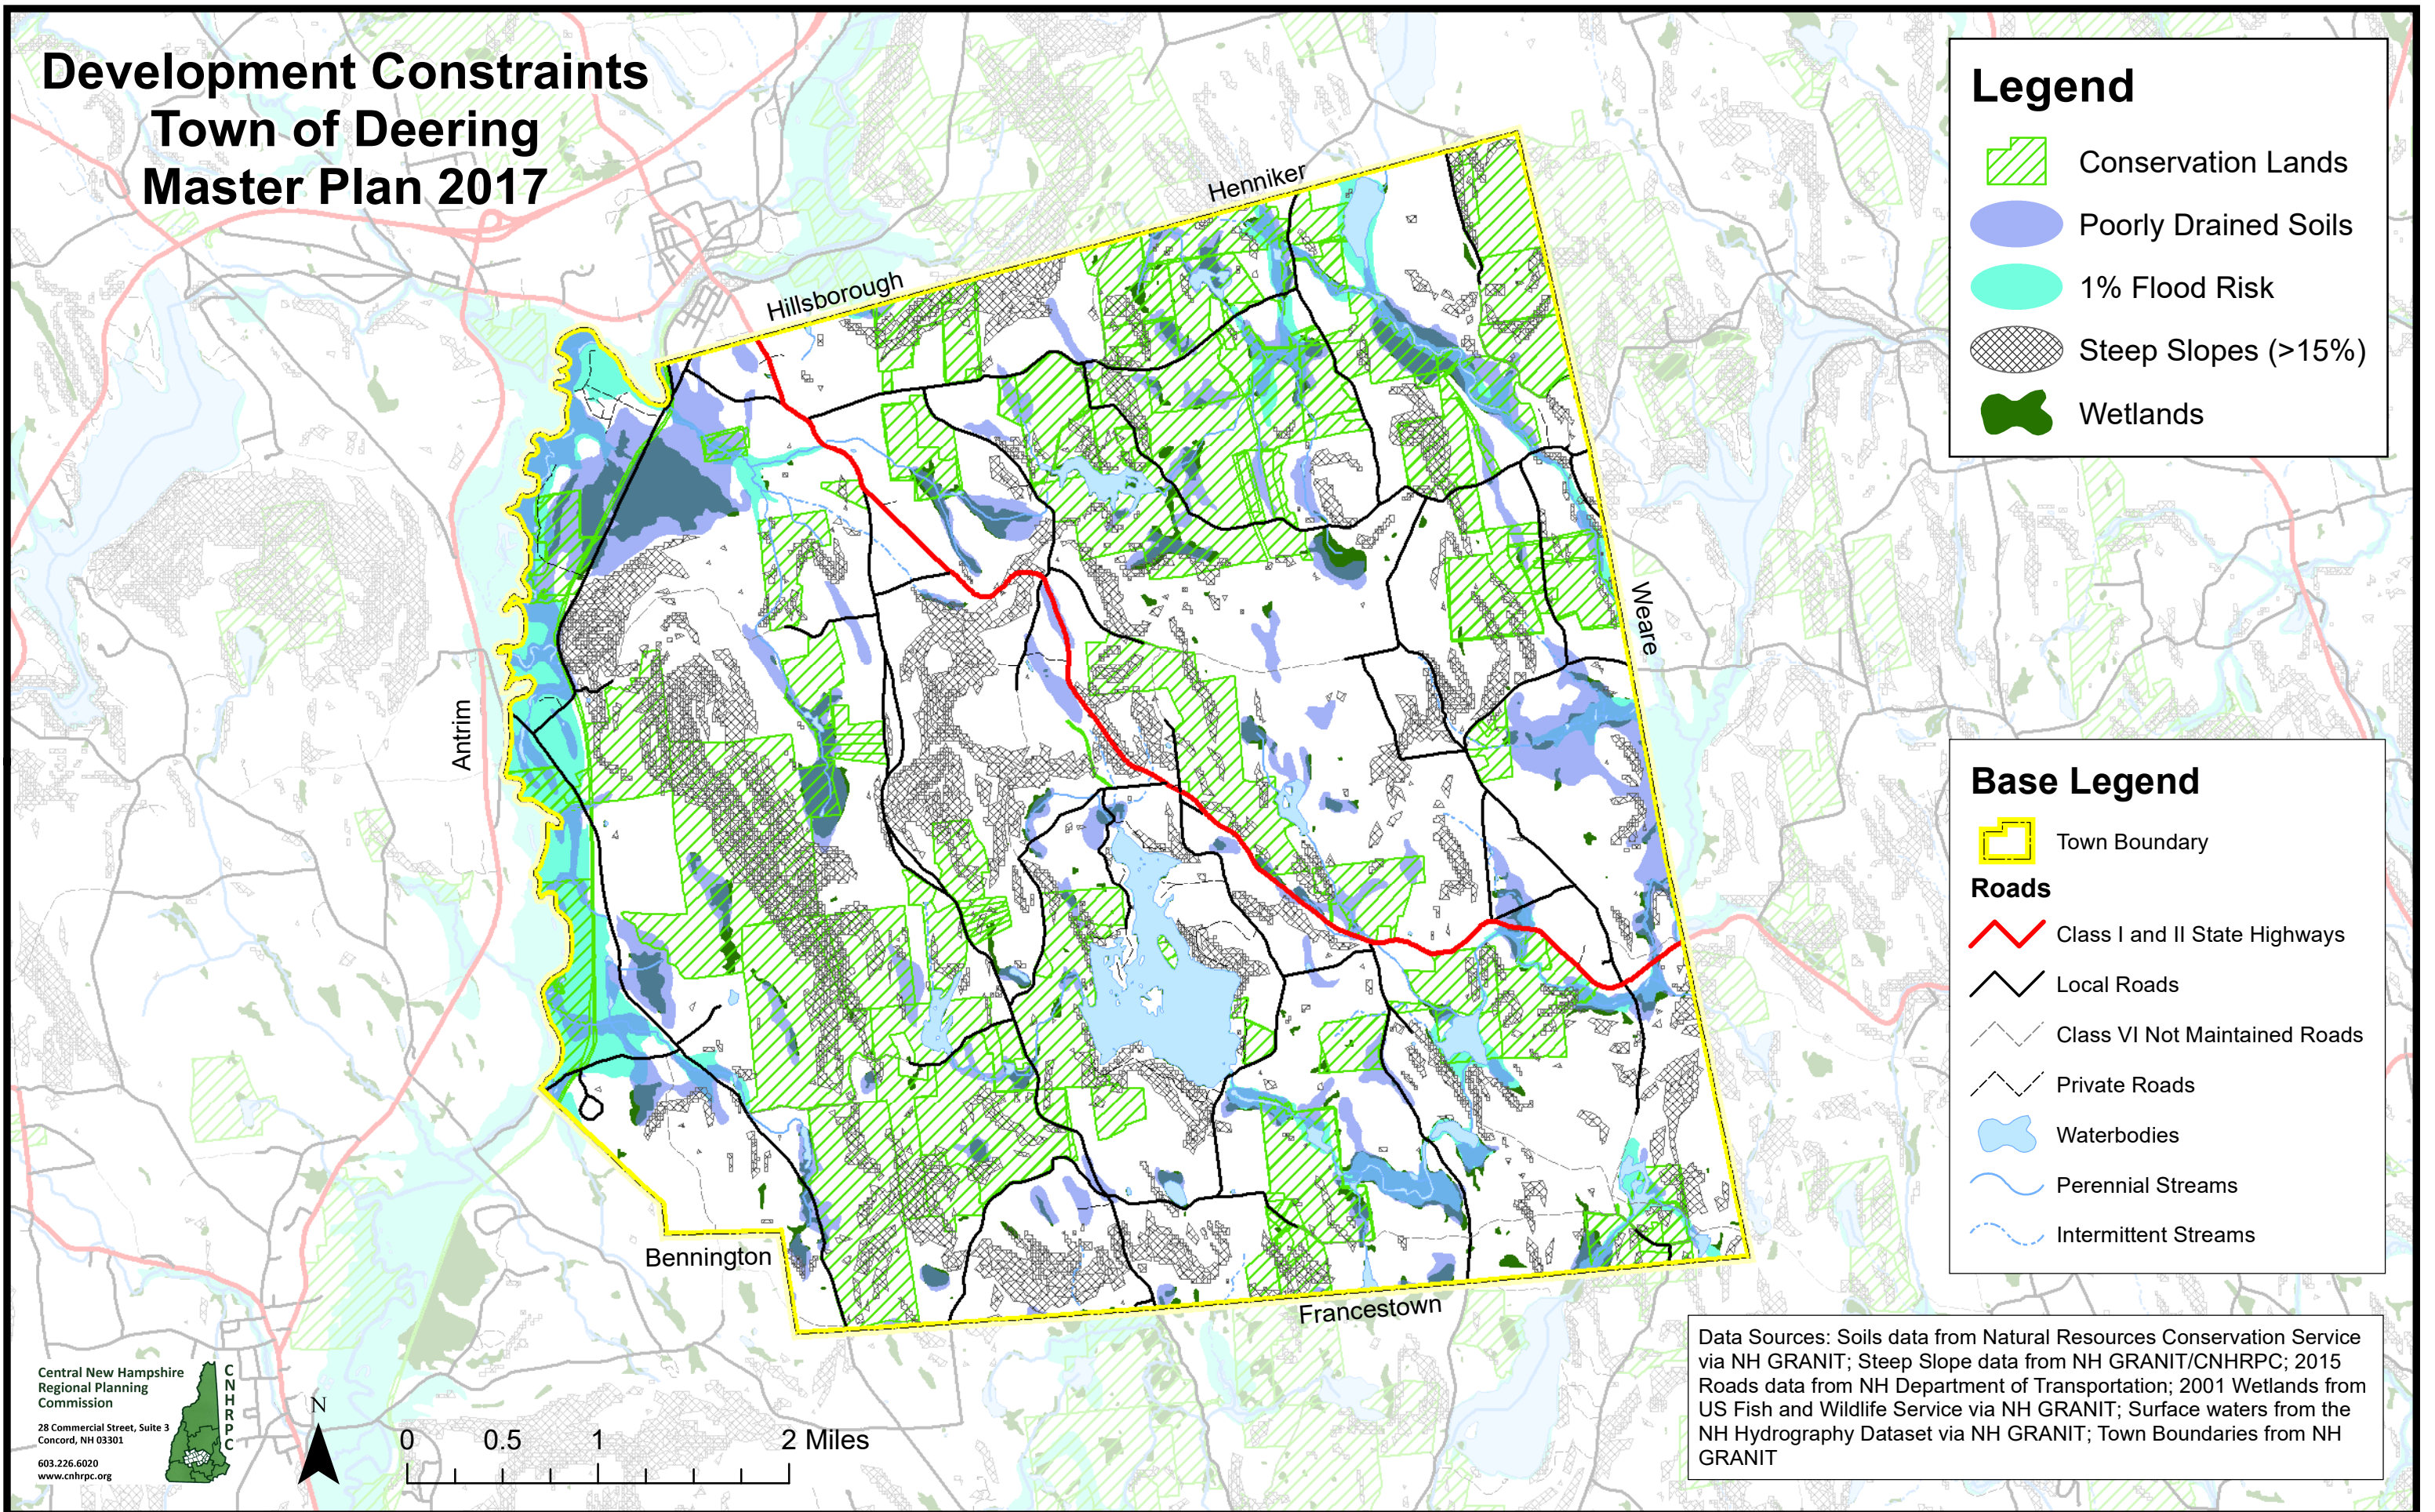 Development Constraints
Town of Deering
Master Plan 2017
Legend
Conservation Lands
Poorly Drained Soils
1% Flood Risk
Steep Slopes (>15%)
Wetlands
Henniker
Hillsborough
Weare
Antrim
Bennington
Francestown
Base Legend
Town Boundary
Roads
Class I and II State Highways
Local Roads
Class VI Not Maintained Roads
Private Roads
Waterbodies
Perennial Streams
Intermittent Streams
Data Sources: Soils data from Natural Resources Conservation Service
via NH GRANIT; Steep Slope data from NH GRANIT/CNHRPC; 2015
Roads data from NH Department of Transportation; 2001 Wetlands from
US Fish and Wildlife Service via NH GRANIT; Surface waters from the
NH Hydrography Dataset via NH GRANIT; Town Boundaries from NH
GRANIT
Central New Hampshire
Regional Planning
Commission
28 Commercial Street, Suite 3
Concord, NH 03301
603.226.6020
www.cnhrpc.org
CNHRPC
N
0 0.5 1 2 Miles